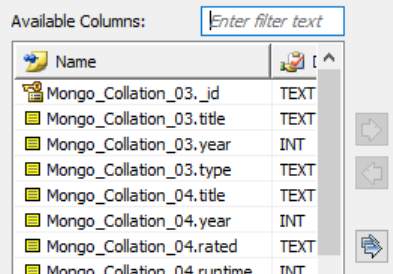 Available Columns: Enter filter text
Name
Mongo_Collation_03._id TEXT
Mongo_Collation_03.title TEXT
Mongo_Collation_03.year INT
Mongo_Collation_03.type TEXT
Mongo_Collation_04.title TEXT
Mongo_Collation_04.year INT
Mongo_Collation_04.rated TEXT
Mongo_Collation_04.runtime INT